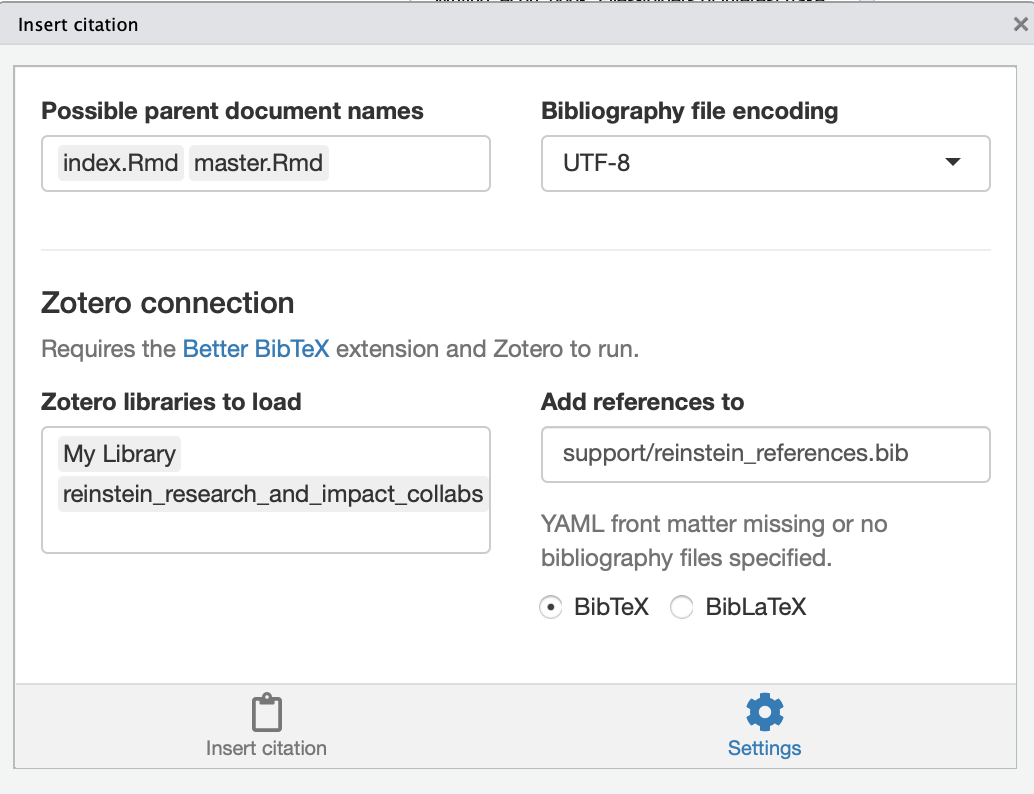 Insert citation
Possible parent document names
index.Rmd master.Rmd
Bibliography file encoding
UTF-8
Zotero connection
Requires the Better BibTeX extension and Zotero to run.
Zotero libraries to load
My Library
reinstein_research_and_impact_collabs
Add references to
support/reinstein_references.bib
YAML front matter missing or no
bibliography files specified.
BibTeX BibLaTeX
Insert citation
Settings